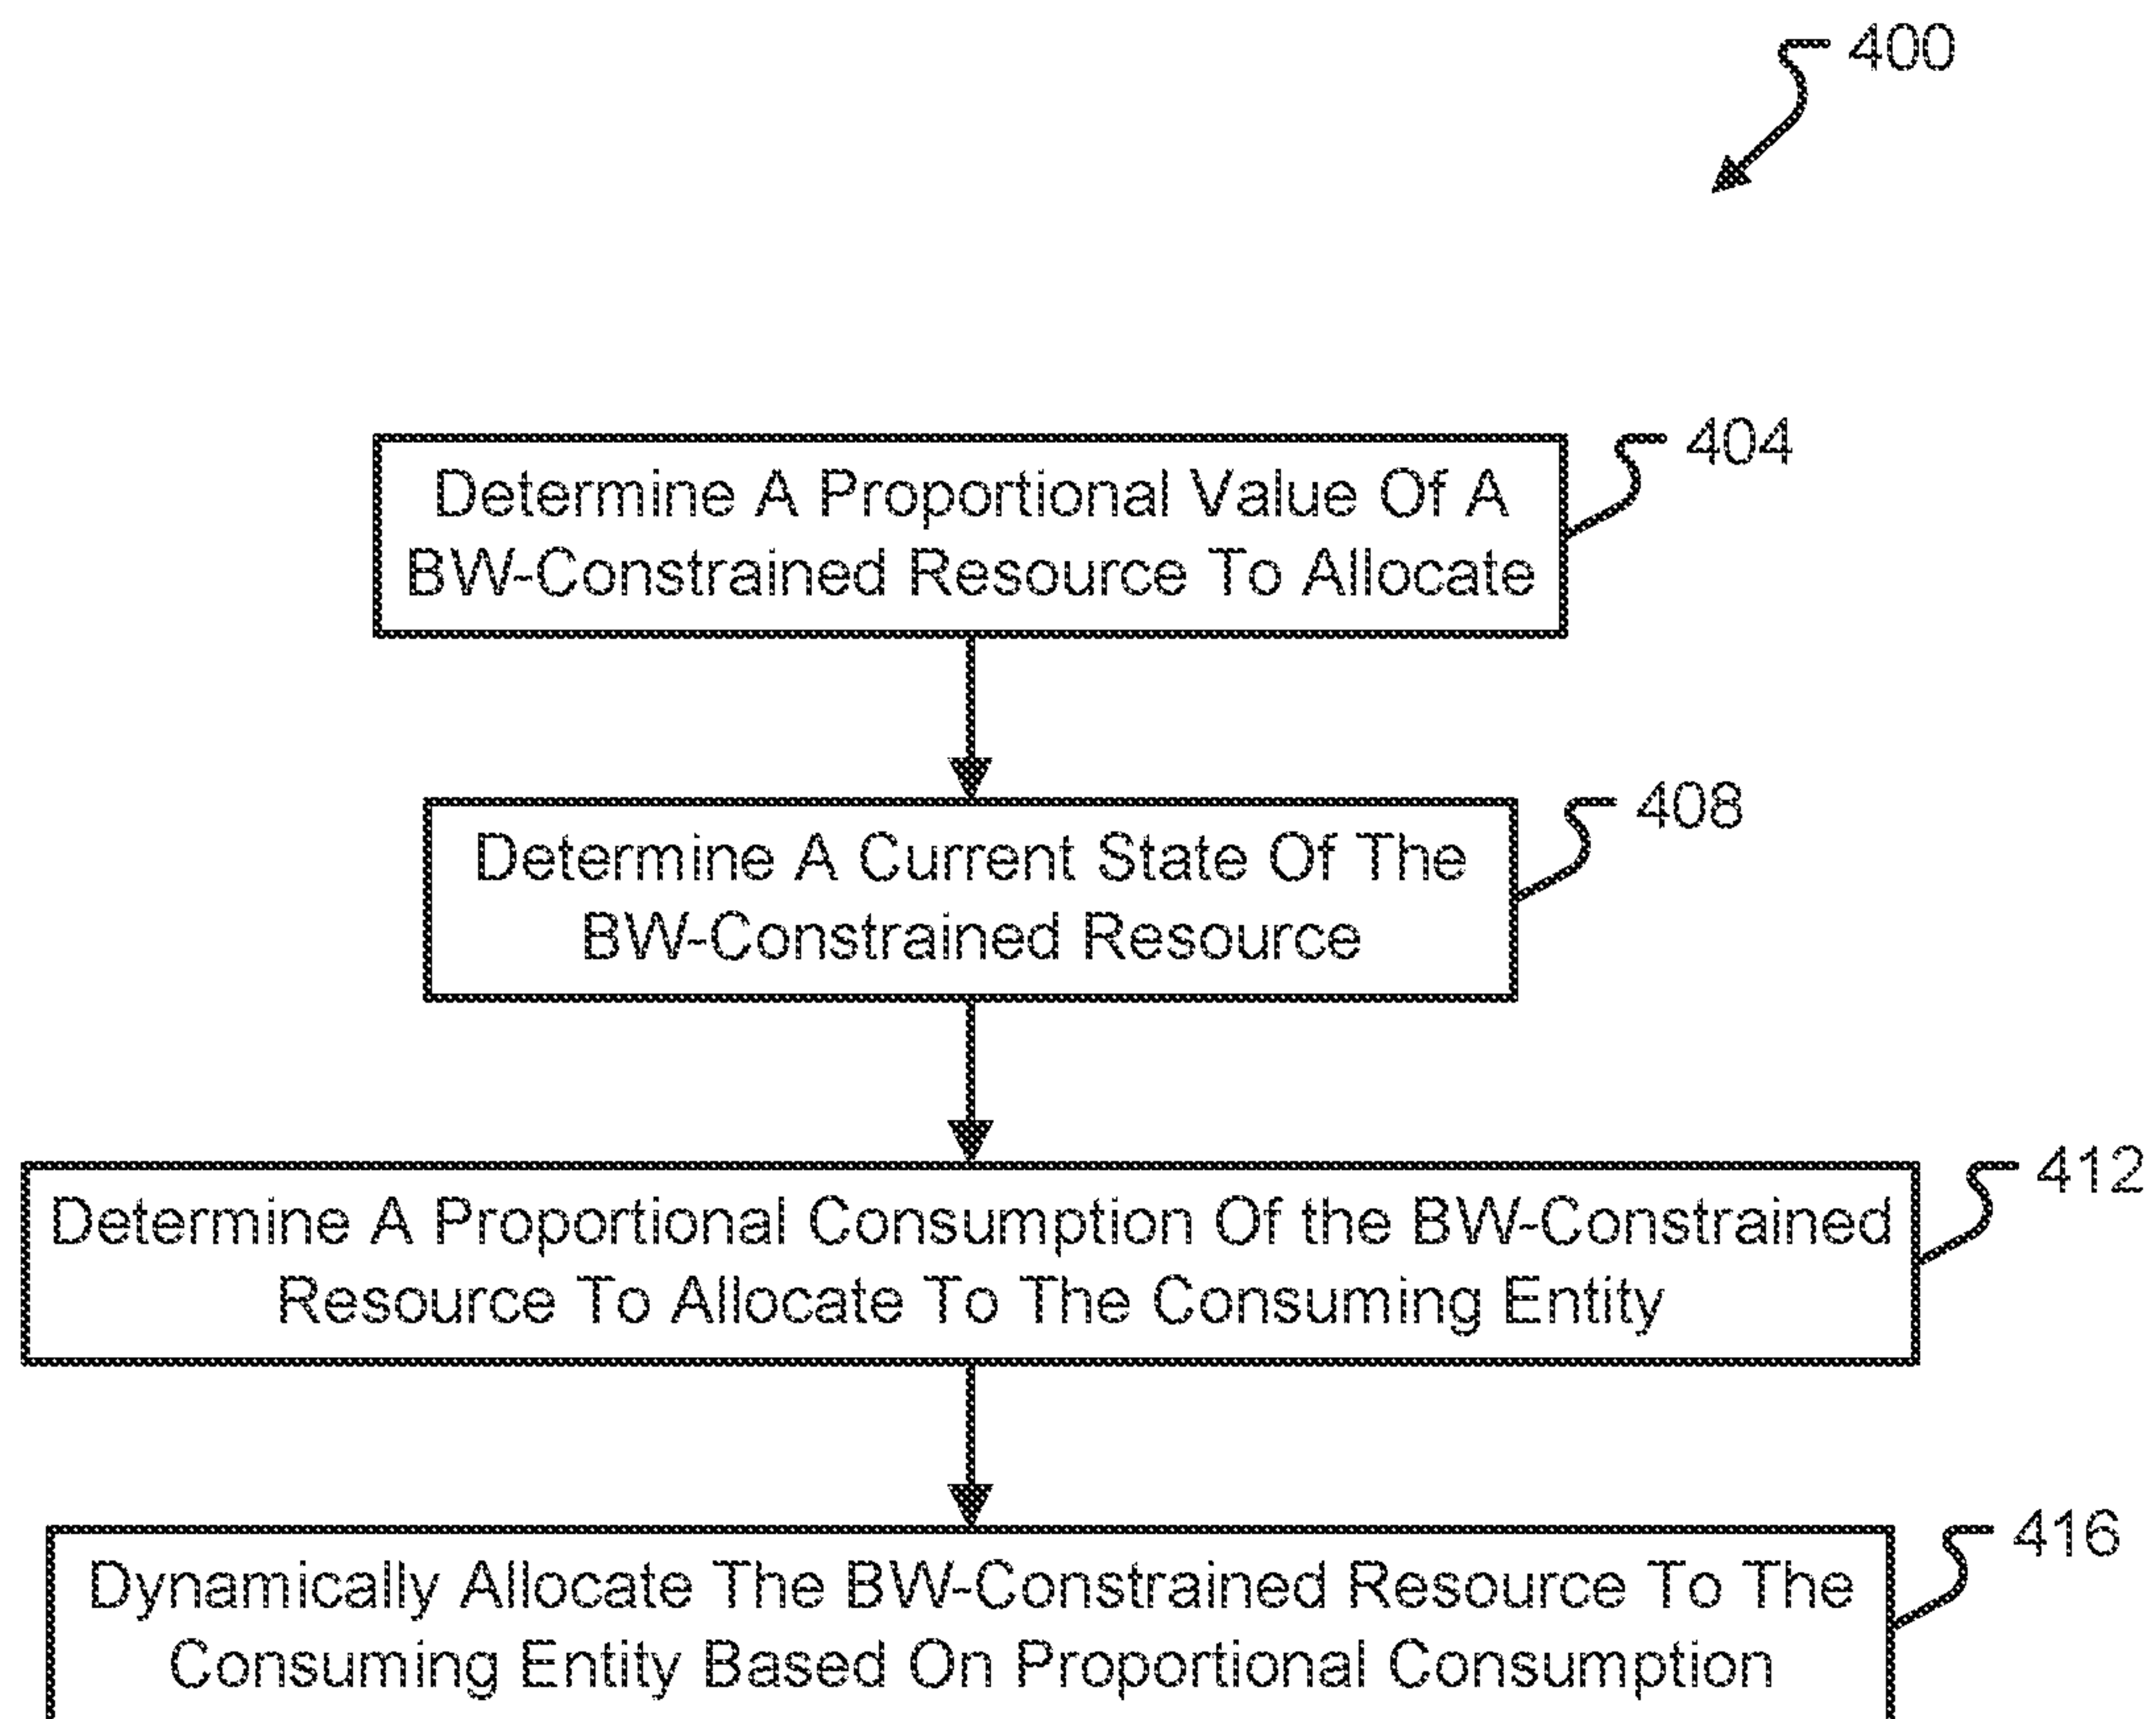 400
404
Determine A Proportional Value Of A
BW-Constrained Resource To Allocate
408
Determine A Current State Of The
BW-Constrained Resource
412
Determine A Proportional Consumption Of the BW-Constrained
Resource To Allocate To The Consuming Entity
416
Dynamically Allocate The BW-Constrained Resource To The
Consuming Entity Based On Proportional Consumption